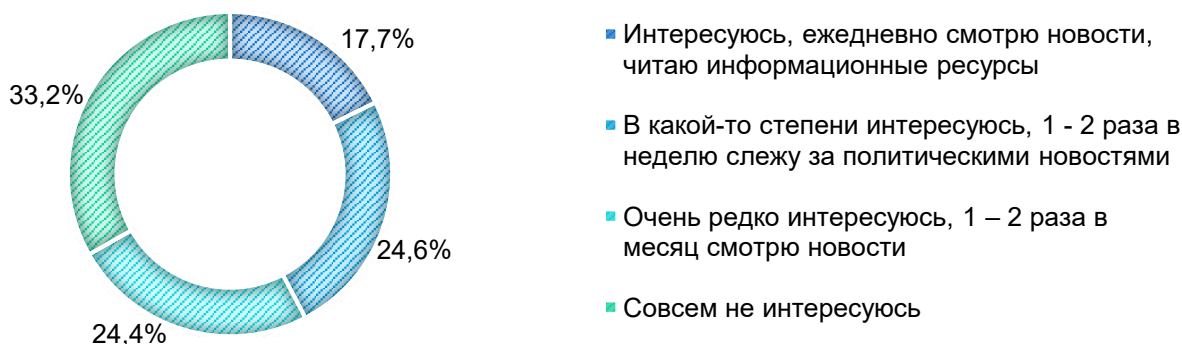 17,7%
33,2%
24,6%
24,4%
Интересуюсь, ежедневно смотрю новости,
читаю информационные ресурсы
В какой-то степени интересуюсь, 1 - 2 раза в
неделю слежу за политическими новостями
Очень редко интересуюсь, 1 – 2 раза в
месяц смотрю новости
Совсем не интересуюсь